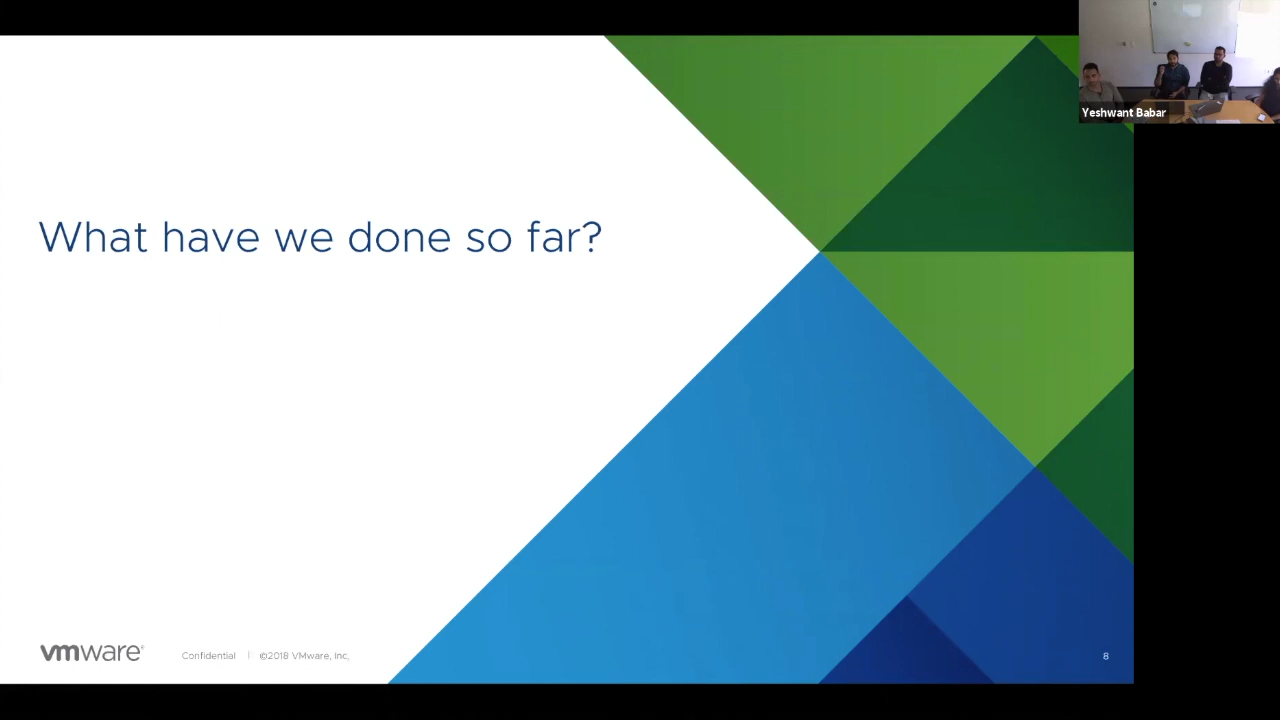 Yeshwant Babar
What have we done so far?
vmware
Confidential | ©2018 VMware, Inc.
8